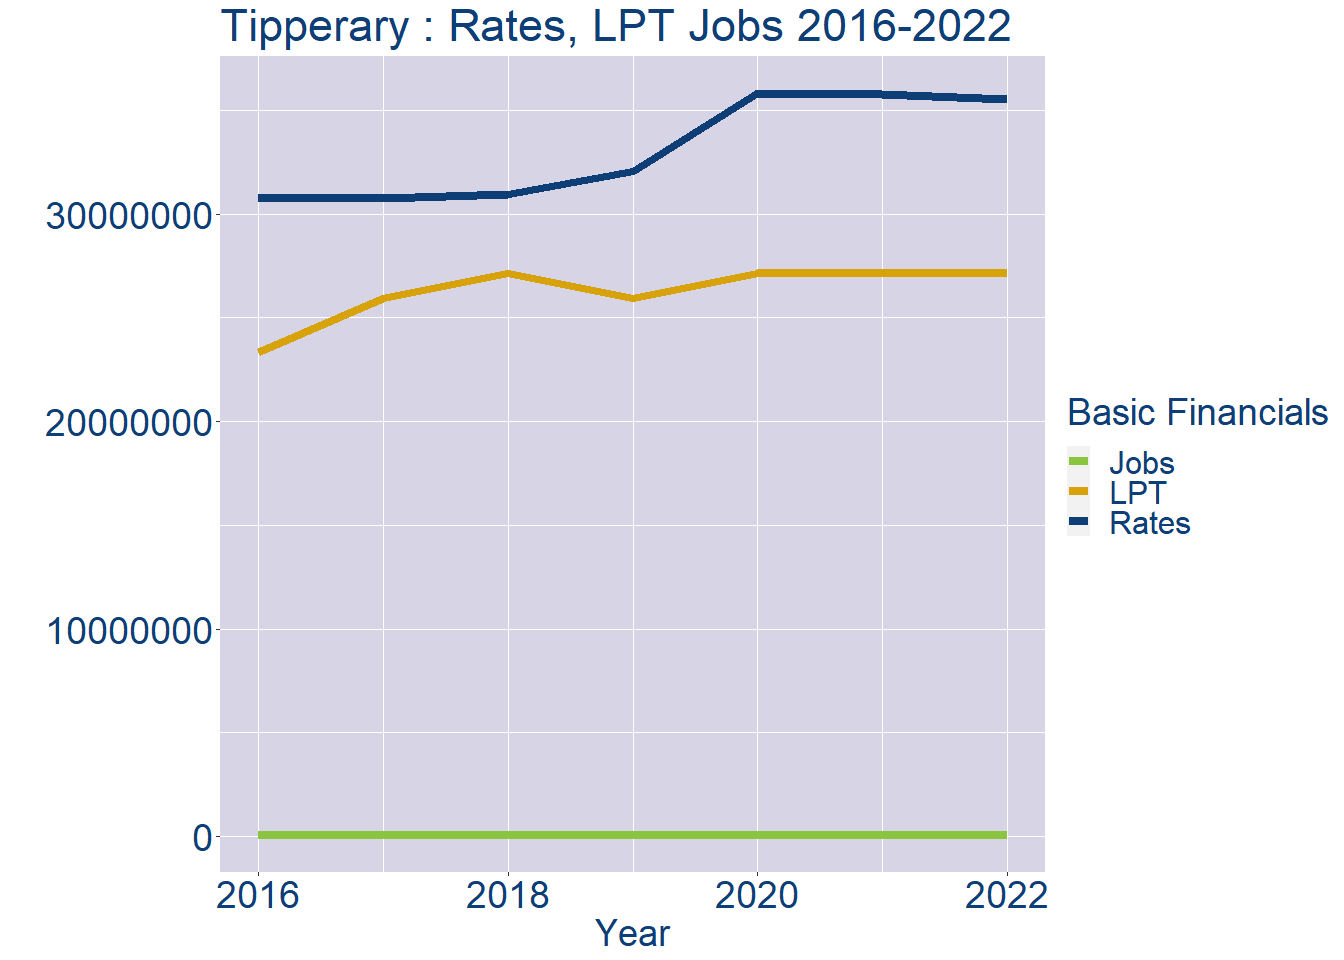 Tipperary : Rates, LPT Jobs 2016-2022
30000000
20000000
10000000
0
2016 2018 2020 2022
Year
Basic Financials
Jobs
LPT
Rates